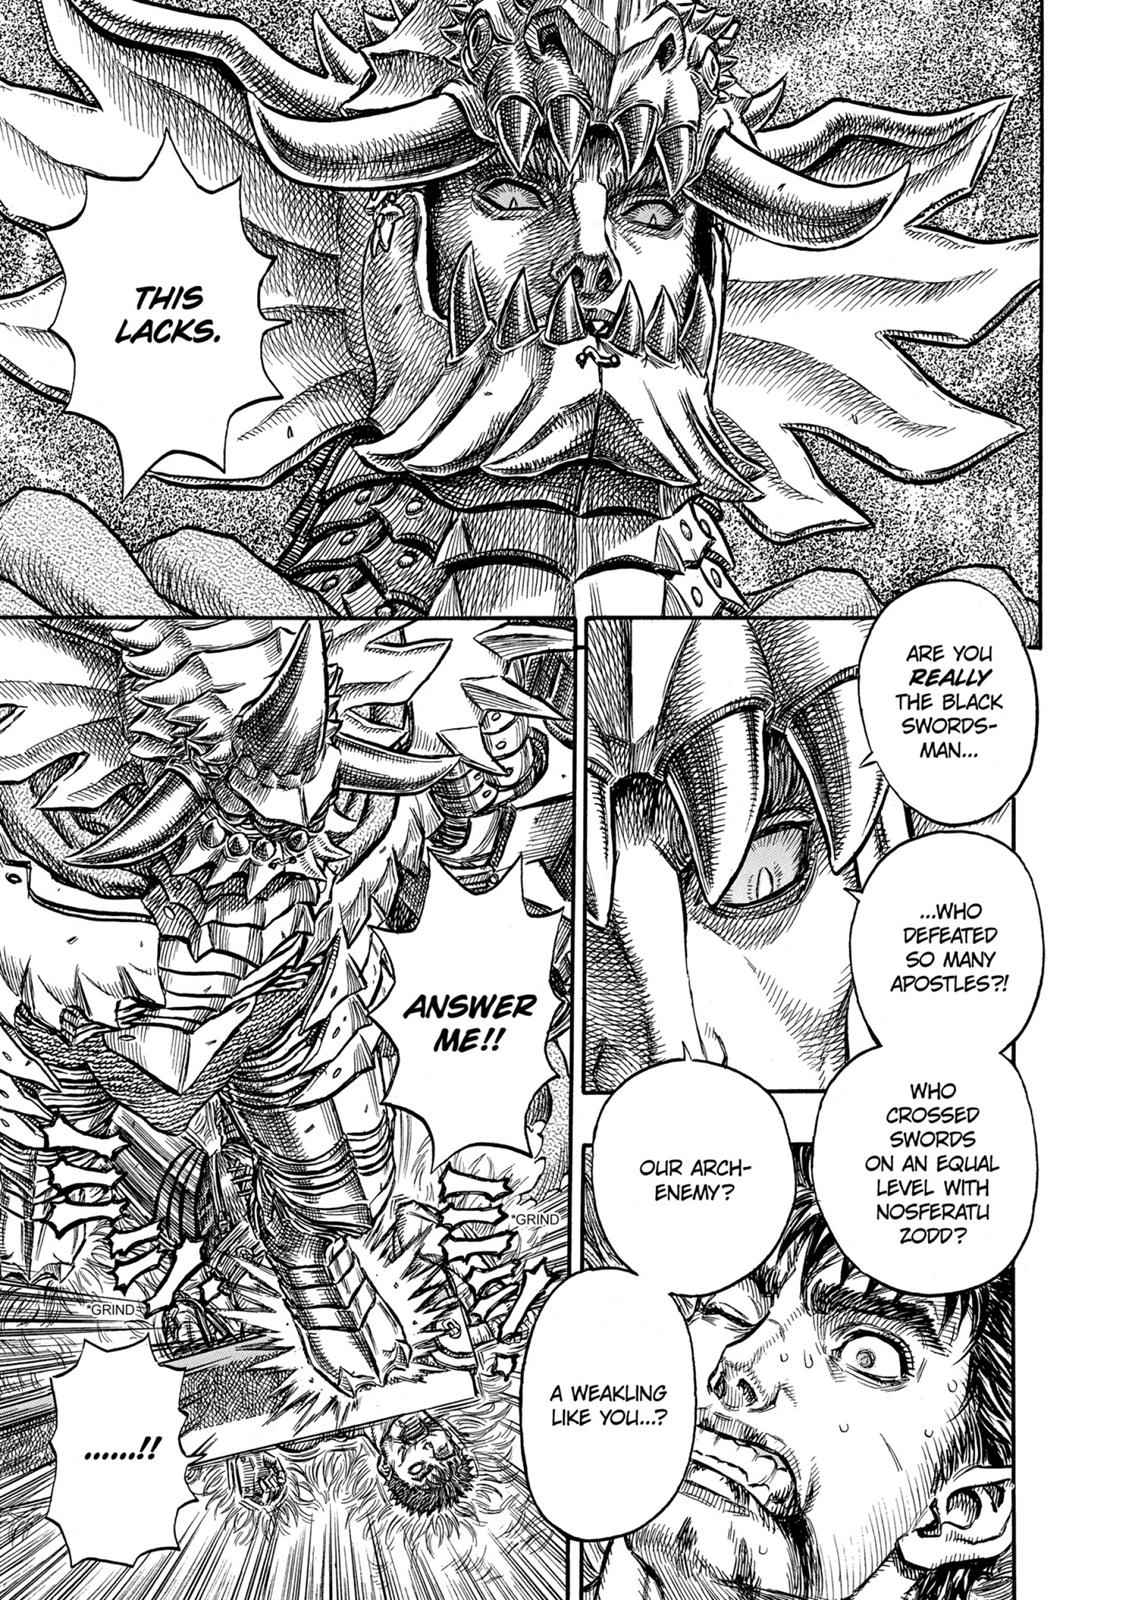 THIS
LACKS.
ARE YOU
REALLY
THE BLACK
SWORDS-
MAN...
...WHO
DEFEATED
SO MANY
APOSTLES?!
WHO
CROSSED
SWORDS
ON AN EQUAL
LEVEL WITH
NOSFERATU
ZODD?
OUR ARCH-
ENEMY?
A WEAKLING
LIKE YOU...?
ANSWER
ME!!
*GRIND
*GRIND
.......!!